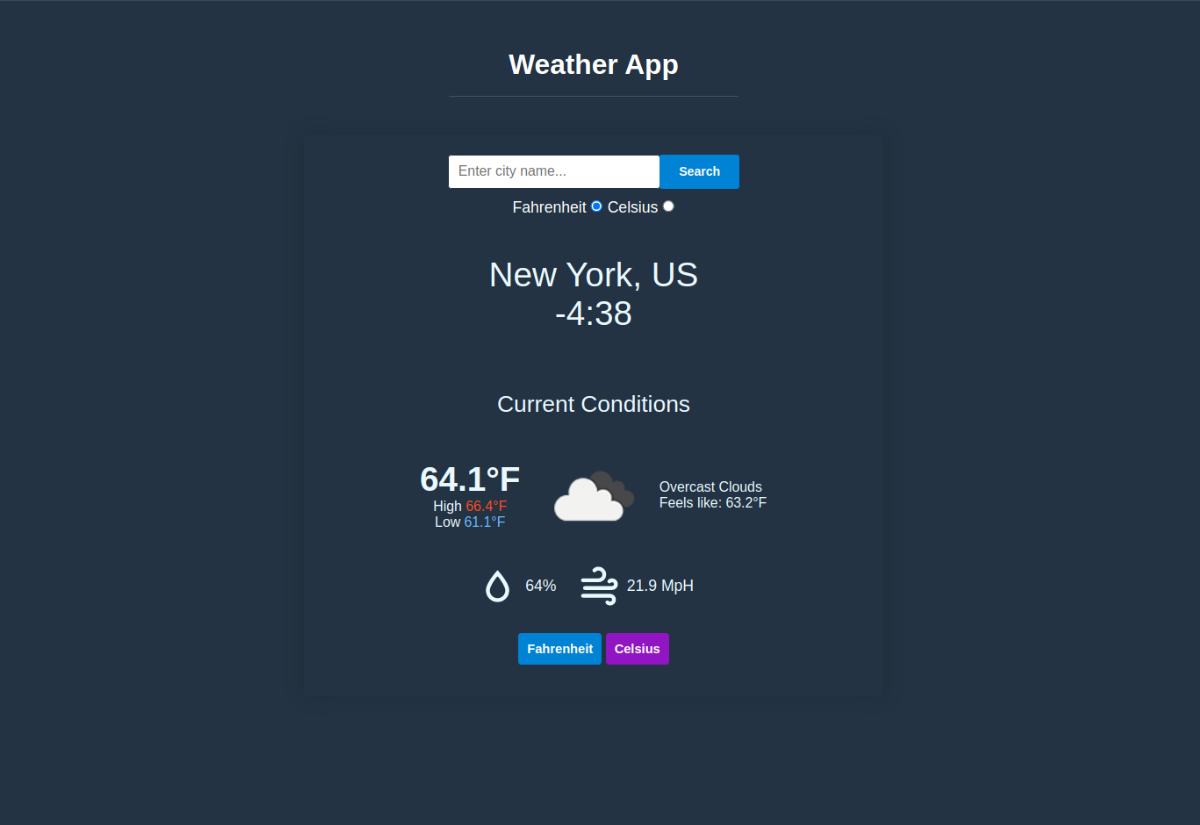 Weather App
Enter city name...
Search
Fahrenheit Celsius
New York, US
-4:38
Current Conditions
64.1°F
High 66.4°F
Low 61.1°F
Overcast Clouds
Feels like: 63.2°F
64%
21.9 MpH
Fahrenheit
Celsius